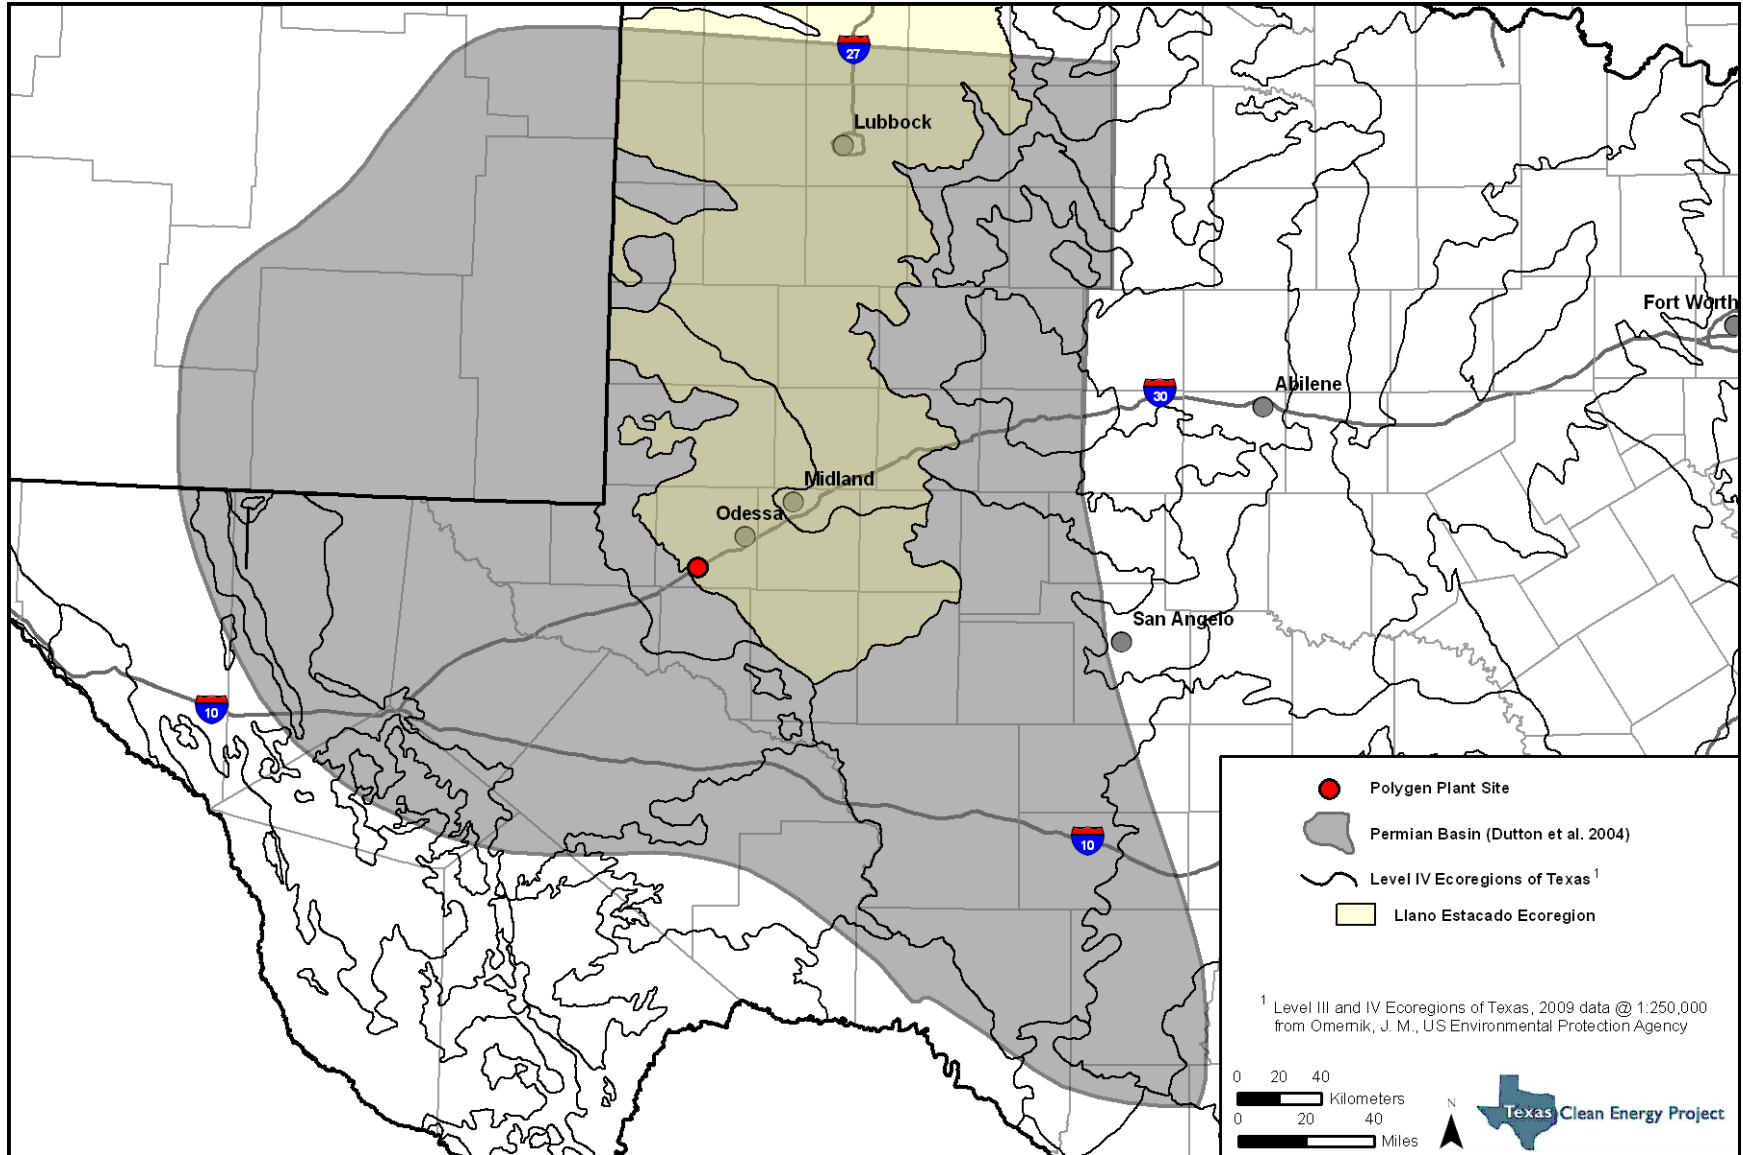 27
Lubbock
Fort Worth
30
Abilene
Midland
Odessa
San Angelo
10
10
Polygen Plant Site
Permian Basin (Dutton et al. 2004)
Level IV Ecoregions of Texas 1
Llano Estacado Ecoregion
1 Level III and IV Ecoregions of Texas, 2009 data @ 1:250,000
from Omernik, J. M., US Environmental Protection Agency
0 20 40
Kilometers
0 20 40
Miles
N
Texas Clean Energy Project